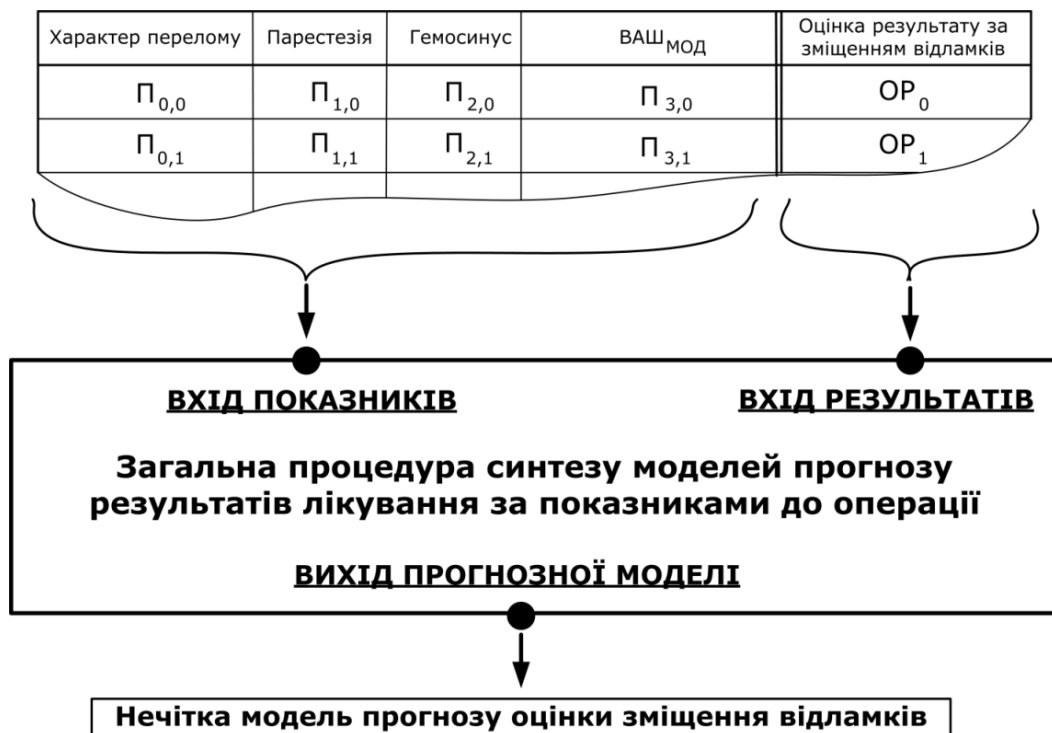 Характер перелому Парестезія Гемосинус ВАШМОД Оцінка результату за
зміщенням відламків
П0,0 П1,0 П2,0 П3,0 ОР0
П0,1 П1,1 П2,1 П3,1 ОР1
ВХІД ПОКАЗНИКІВ ВХІД РЕЗУЛЬТАТІВ
Загальна процедура синтезу моделей прогнозу
результатів лікування за показниками до операції
ВИХІД ПРОГНОЗНОЇ МОДЕЛІ
Нечітка модель прогнозу оцінки зміщення відламків